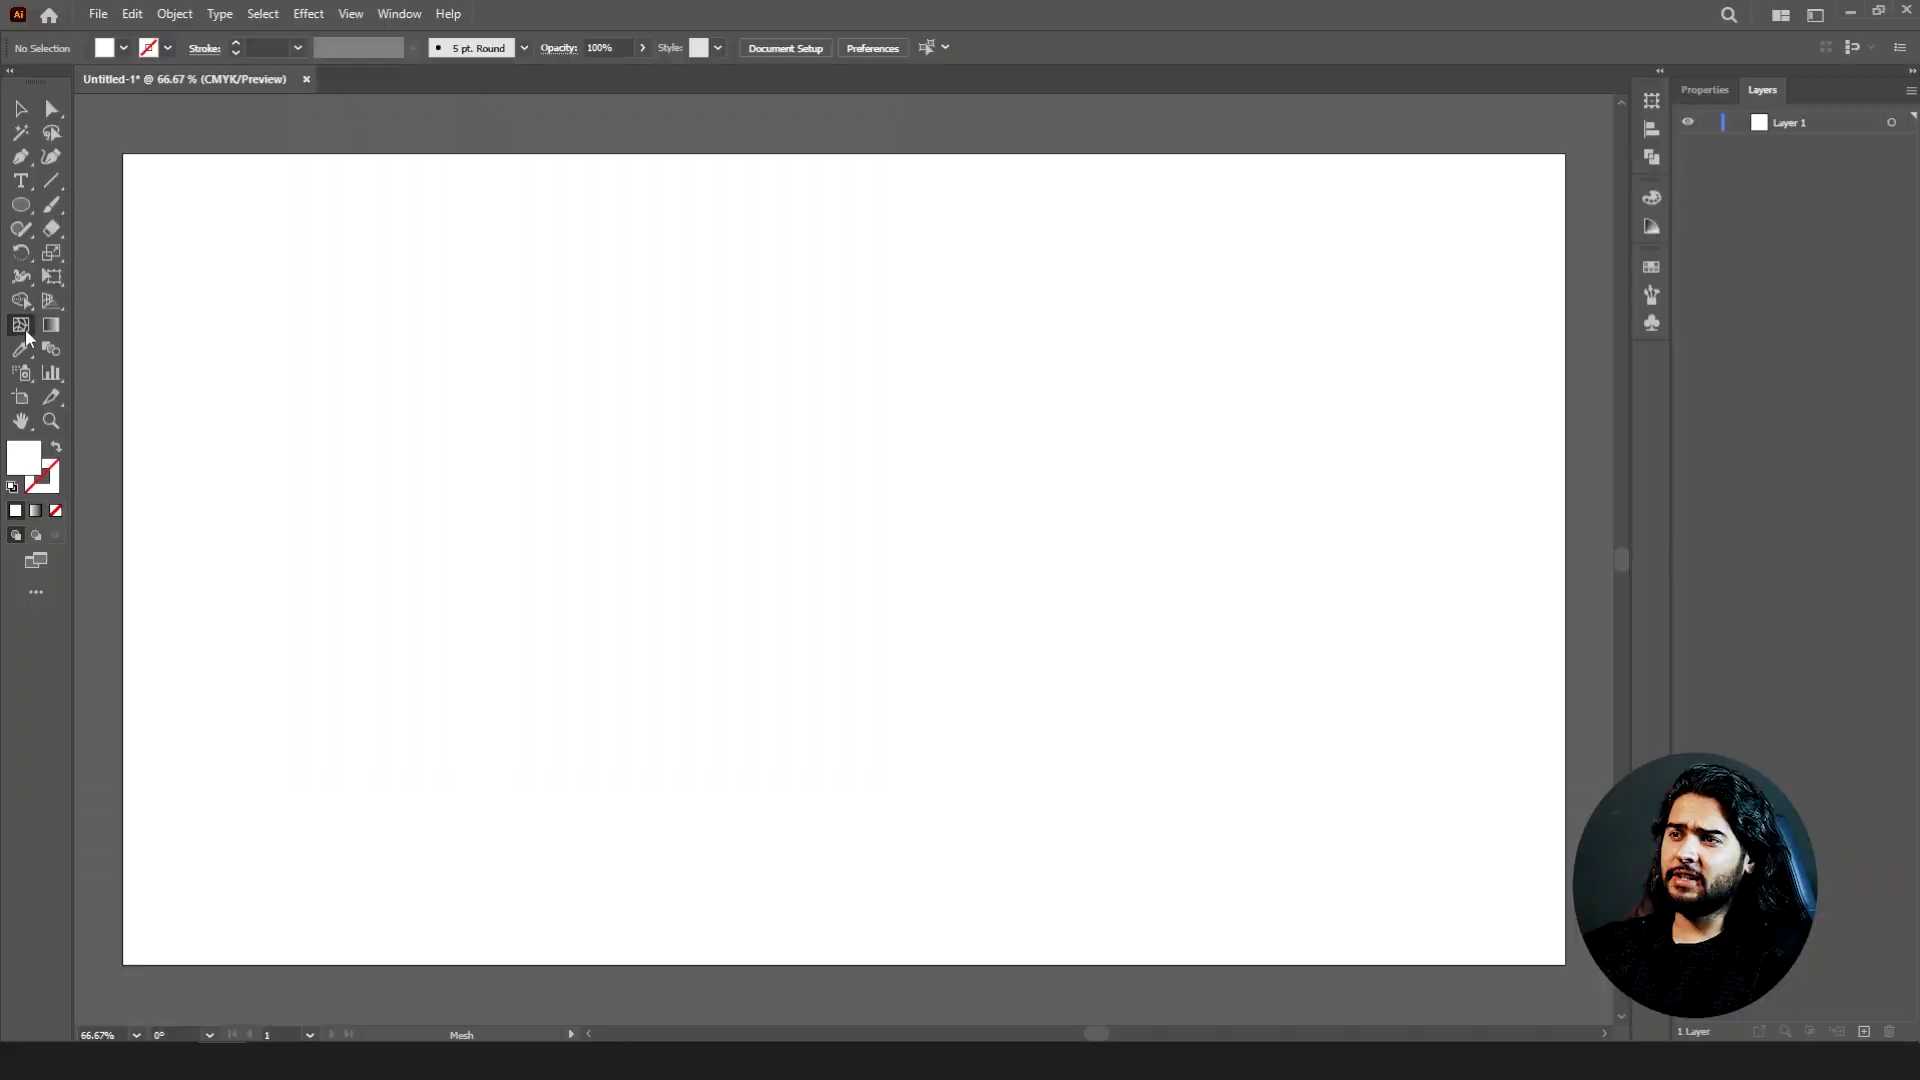 Ai
File Edit Object Type Select Effect View Window Help
No Selection Stroke: 5 pt. Round Opacity: 100% Style: Document Setup Preferences
Untitled-1* @ 66.67 % (CMYK/Preview)
Properties Layers
Layer 1
66.67% 0° 1 Mesh
1 Layer